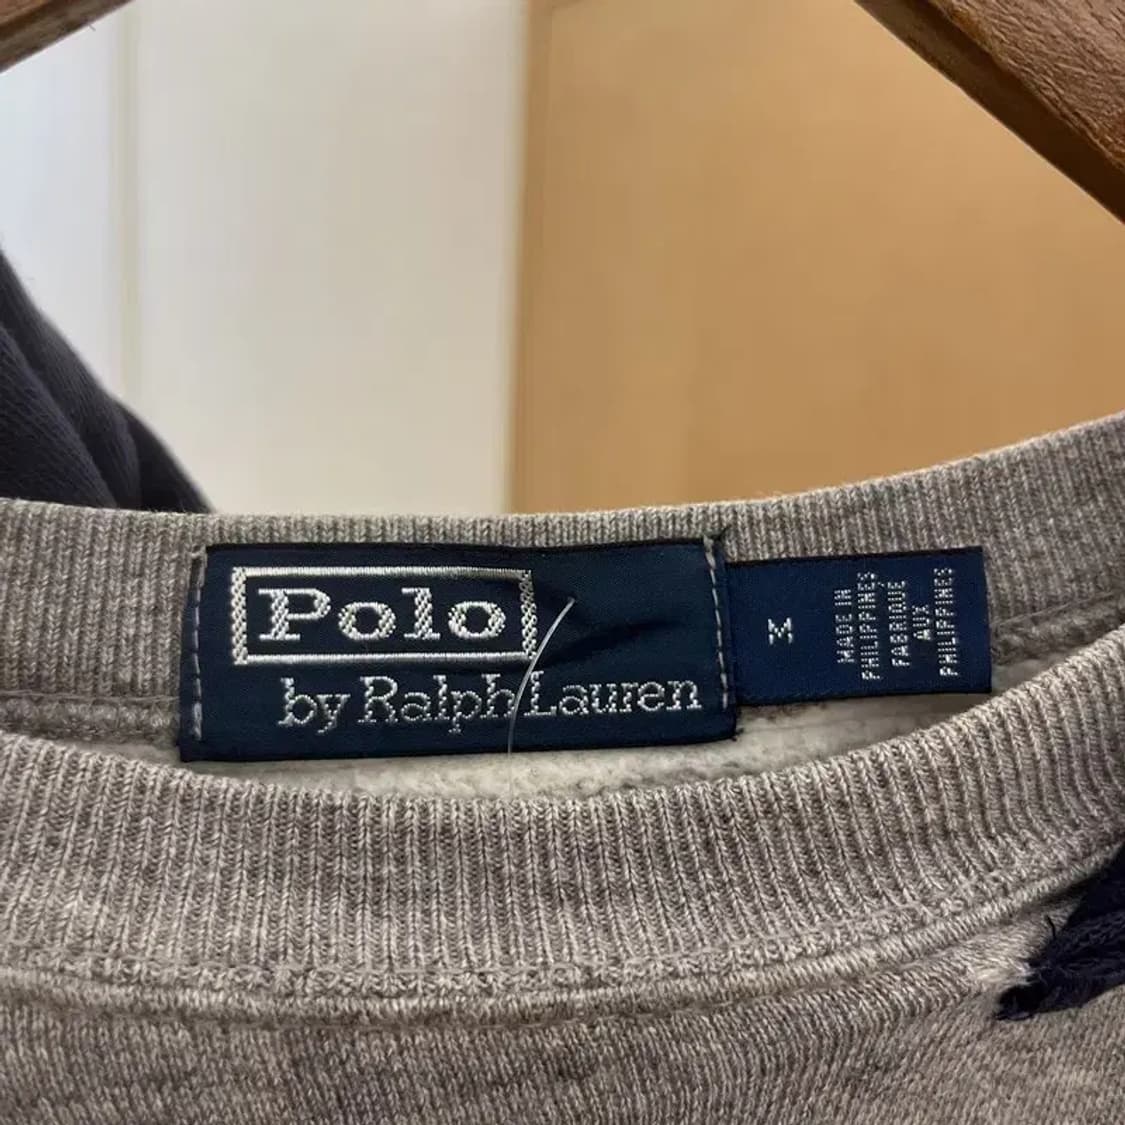 Polo
by Ralph Lauren
M
MADE IN
PHILIPPINES
FABRIQUE
AUX
PHILIPPINES